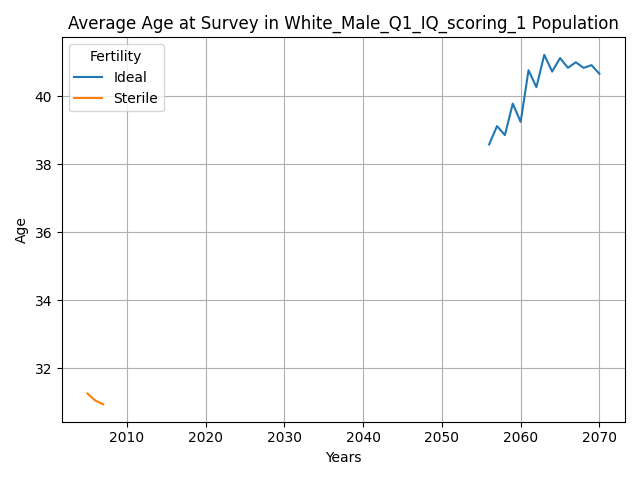 Average Age at Survey in White_Male_Q1_IQ_scoring_1 Population
Fertility
Ideal
Sterile
Age
40
38
36
34
32
2010 2020 2030 2040 2050 2060 2070
Years